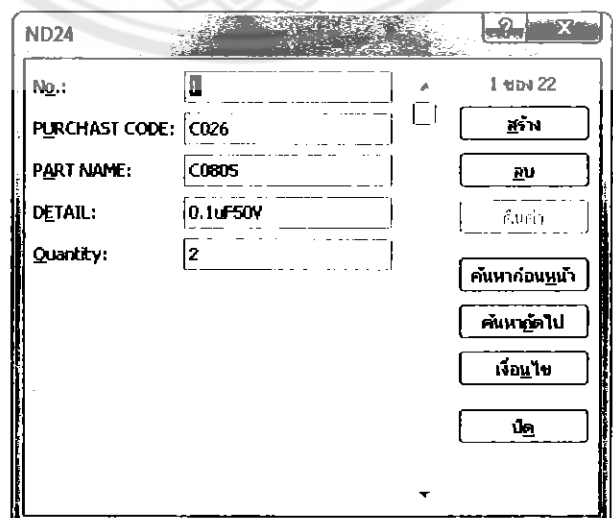 ND24
No.:
1 ของ 22
PURCHAST CODE: C026
สร้าง
PART NAME: C0805
ลบ
DETAIL: 0.1uF50V
คืนค่า
Quantity: 2
ค้นหาก่อนหน้า
ค้นหาถัดไป
เงื่อนไข
ปิด